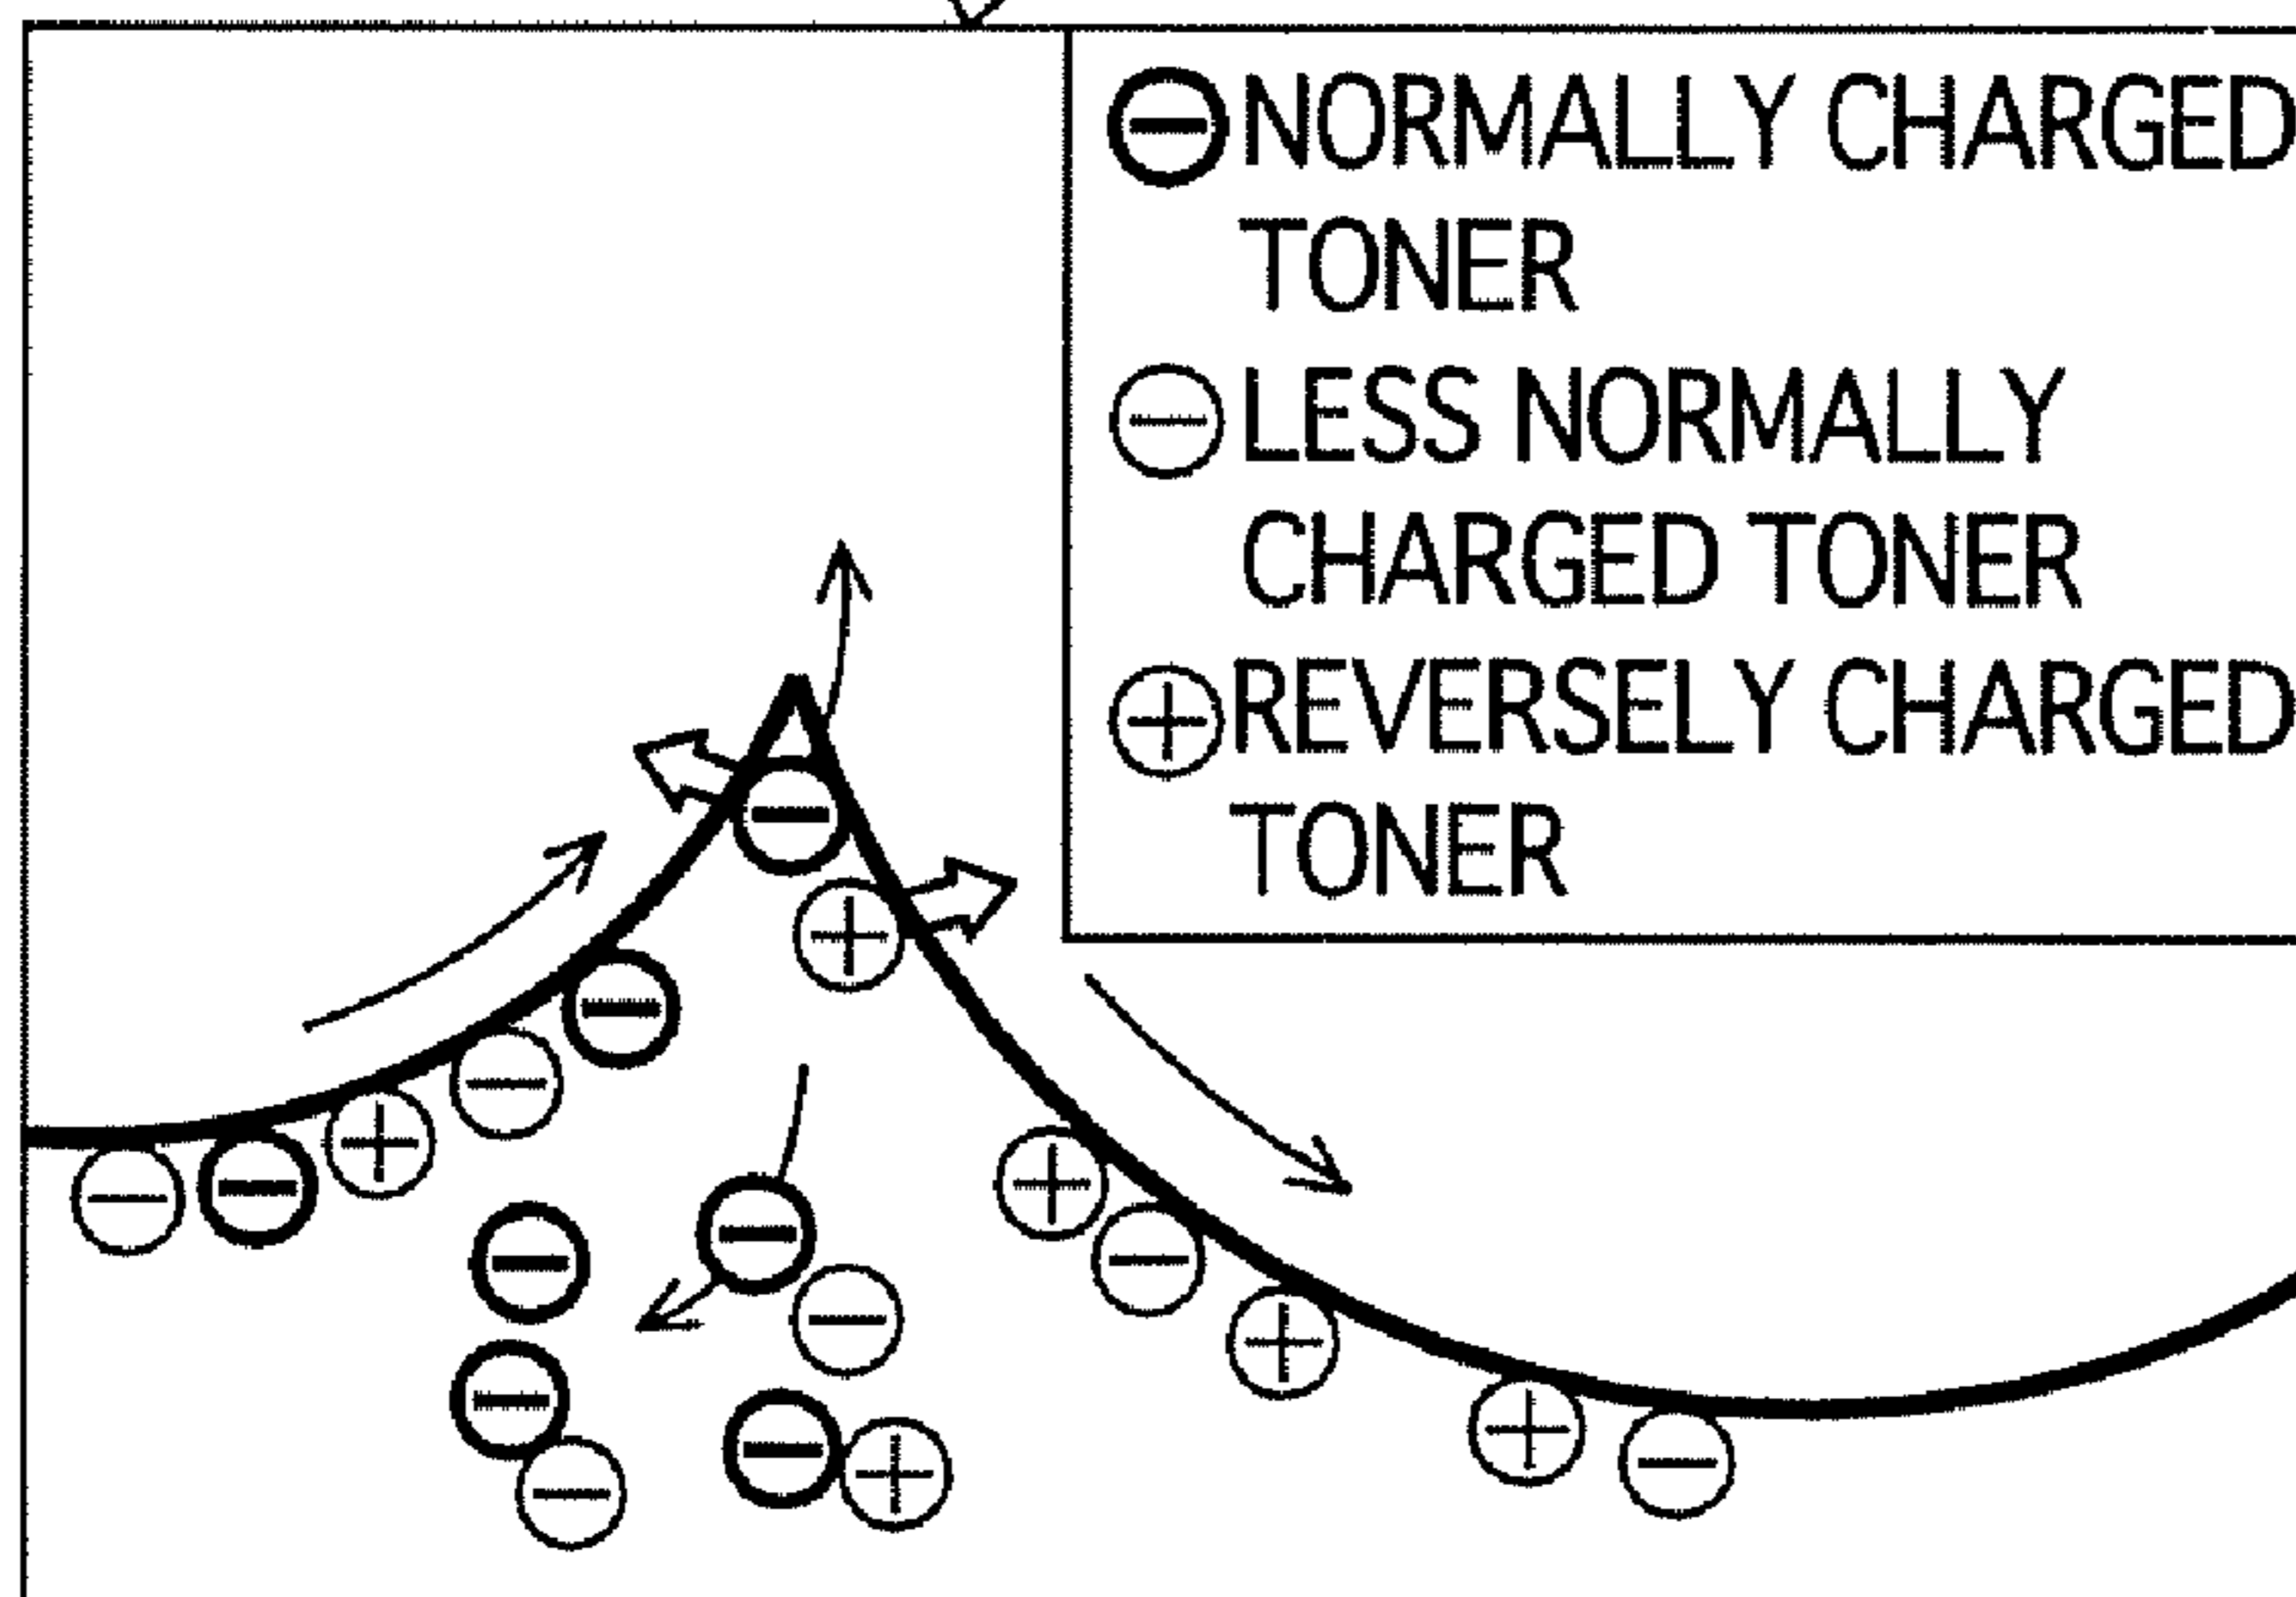 ⊖NORMALLY CHARGED
TONER
⊖LESS NORMALLY
CHARGED TONER
⊕REVERSELY CHARGED
TONER